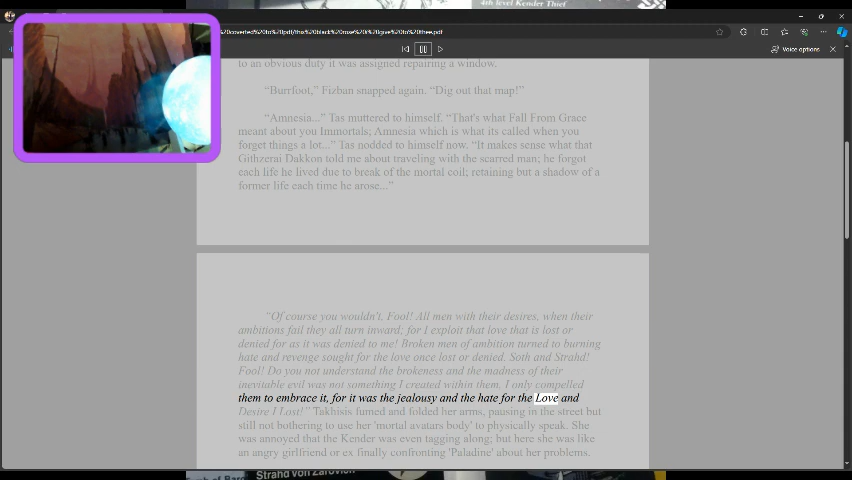 4th level Kender Thief
%20coverted%20to%20pdf/this%20black%20rose%20i%20give%20to%20thee.pdf
Voice options
to an obvious duty it was assigned repairing a window.
“Burrfoot,” Fizban snapped again. “Dig out that map!”
“Amnesia...” Tas muttered to himself. “That's what Fall From Grace
meant about you Immortals; Amnesia which is what its called when you
forget things a lot...” Tas nodded to himself now. “It makes sense what that
Githzerai Dakkon told me about traveling with the scarred man; he forgot
each life he lived due to break of the mortal coil; retaining but a shadow of a
former life each time he arose...”
“Of course you wouldn't, Fool! All men with their desires, when their
ambitions fail they all turn inward; for I exploit that love that is lost or
denied for as it was denied to me! Broken men of ambition turned to burning
hate and revenge sought for the love once lost or denied. Soth and Strahd!
Fool! Do you not understand the brokeness and the madness of their
inevitable evil was not something I created within them, I only compelled
them to embrace it, for it was the jealousy and the hate for the Love and
Desire I Lost!” Takhisis fumed and folded her arms, pausing in the street but
still not bothering to use her 'mortal avatars body' to physically speak. She
was annoyed that the Kender was even tagging along; but here she was like
an angry girlfriend or ex finally confronting 'Paladine' about her problems.
Strahd von Zarovich